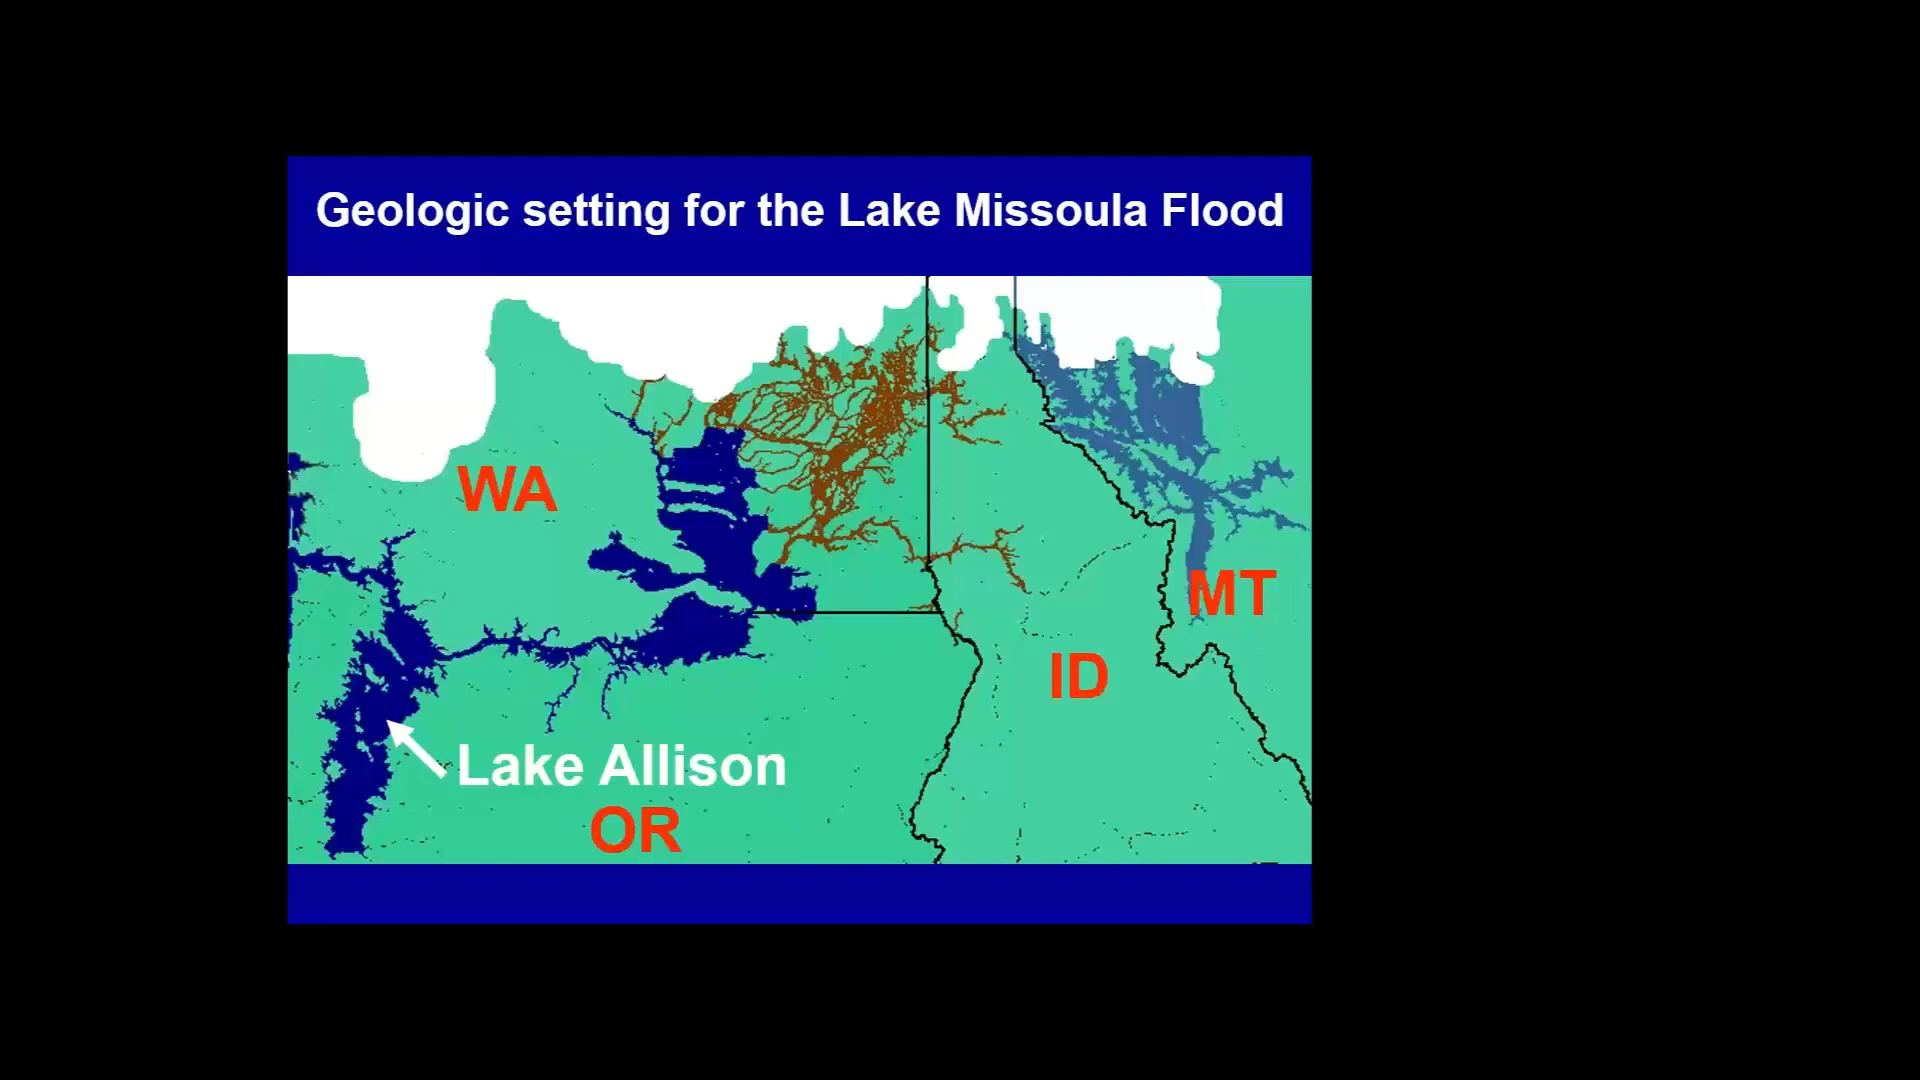 Geologic setting for the Lake Missoula Flood
WA
MT
ID
Lake Allison
OR